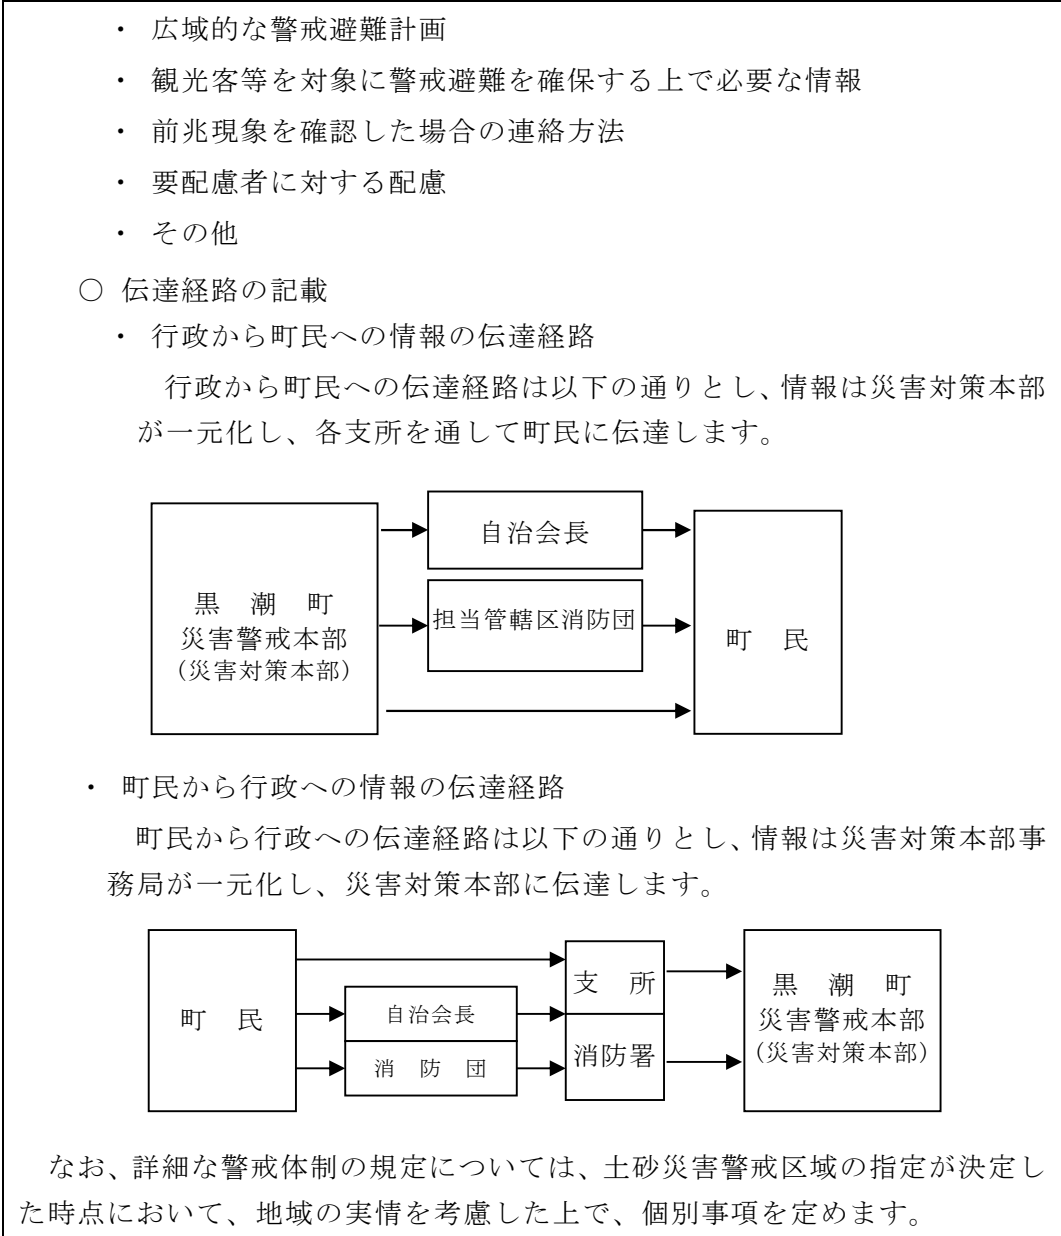 ・ 広域的な警戒避難計画
・ 観光客等を対象に警戒避難を確保する上で必要な情報
・ 前兆現象を確認した場合の連絡方法
・ 要配慮者に対する配慮
・ その他
〇 伝達経路の記載
・ 行政から町民への情報の伝達経路
行政から町民への伝達経路は以下の通りとし、情報は災害対策本部
が一元化し、各支所を通して町民に伝達します。
黒 潮 町
災害警戒本部
(災害対策本部)
自治会長
担当管轄区消防団
町 民
・ 町民から行政への情報の伝達経路
町民から行政への伝達経路は以下の通りとし、情報は災害対策本部事
務局が一元化し、災害対策本部に伝達します。
町 民
自治会長
消 防 団
支 所
消防署
黒 潮 町
災害警戒本部
(災害対策本部)
なお、詳細な警戒体制の規定については、土砂災害警戒区域の指定が決定し
た時点において、地域の実情を考慮した上で、個別事項を定めます。